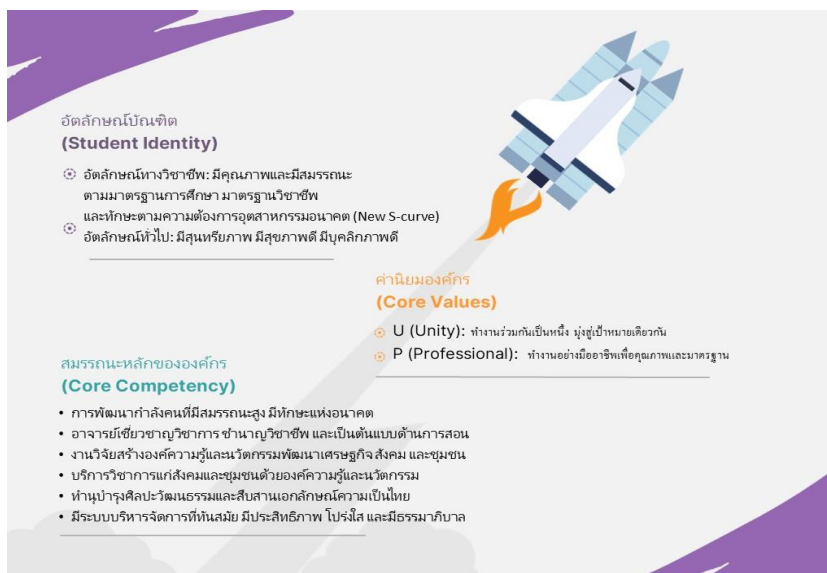 อัตลักษณ์บัณฑิต
(Student Identity)
อัตลักษณ์ทางวิชาชีพ: มีคุณภาพและมีสมรรถนะ
ตามมาตรฐานการศึกษา มาตรฐานวิชาชีพ
และทักษะตามความต้องการอุตสาหกรรมอนาคต (New S-curve)
อัตลักษณ์ทั่วไป: มีสุนทรียภาพ มีสุขภาพดี มีบุคลิกภาพดี
ค่านิยมองค์กร
(Core Values)
U (Unity): ทำงานร่วมกันเป็นหนึ่ง มุ่งสู่เป้าหมายเดียวกัน
P (Professional): ทำงานอย่างมืออาชีพเพื่อคุณภาพและมาตรฐาน
สมรรถนะหลักขององค์กร
(Core Competency)
• การพัฒนากำลังคนที่มีสมรรถนะสูง มีทักษะแห่งอนาคต
• อาจารย์เชี่ยวชาญวิชาการ ชำนาญวิชาชีพ และเป็นต้นแบบด้านการสอน
• งานวิจัยสร้างองค์ความรู้และนวัตกรรมพัฒนาเศรษฐกิจ สังคม และชุมชน
• บริการวิชาการแก่สังคมและชุมชนด้วยองค์ความรู้และนวัตกรรม
• ทำนุบำรุงศิลปะวัฒนธรรมและสืบสานเอกลักษณ์ความเป็นไทย
• มีระบบบริหารจัดการที่ทันสมัย มีประสิทธิภาพ โปร่งใส และมีธรรมาภิบาล